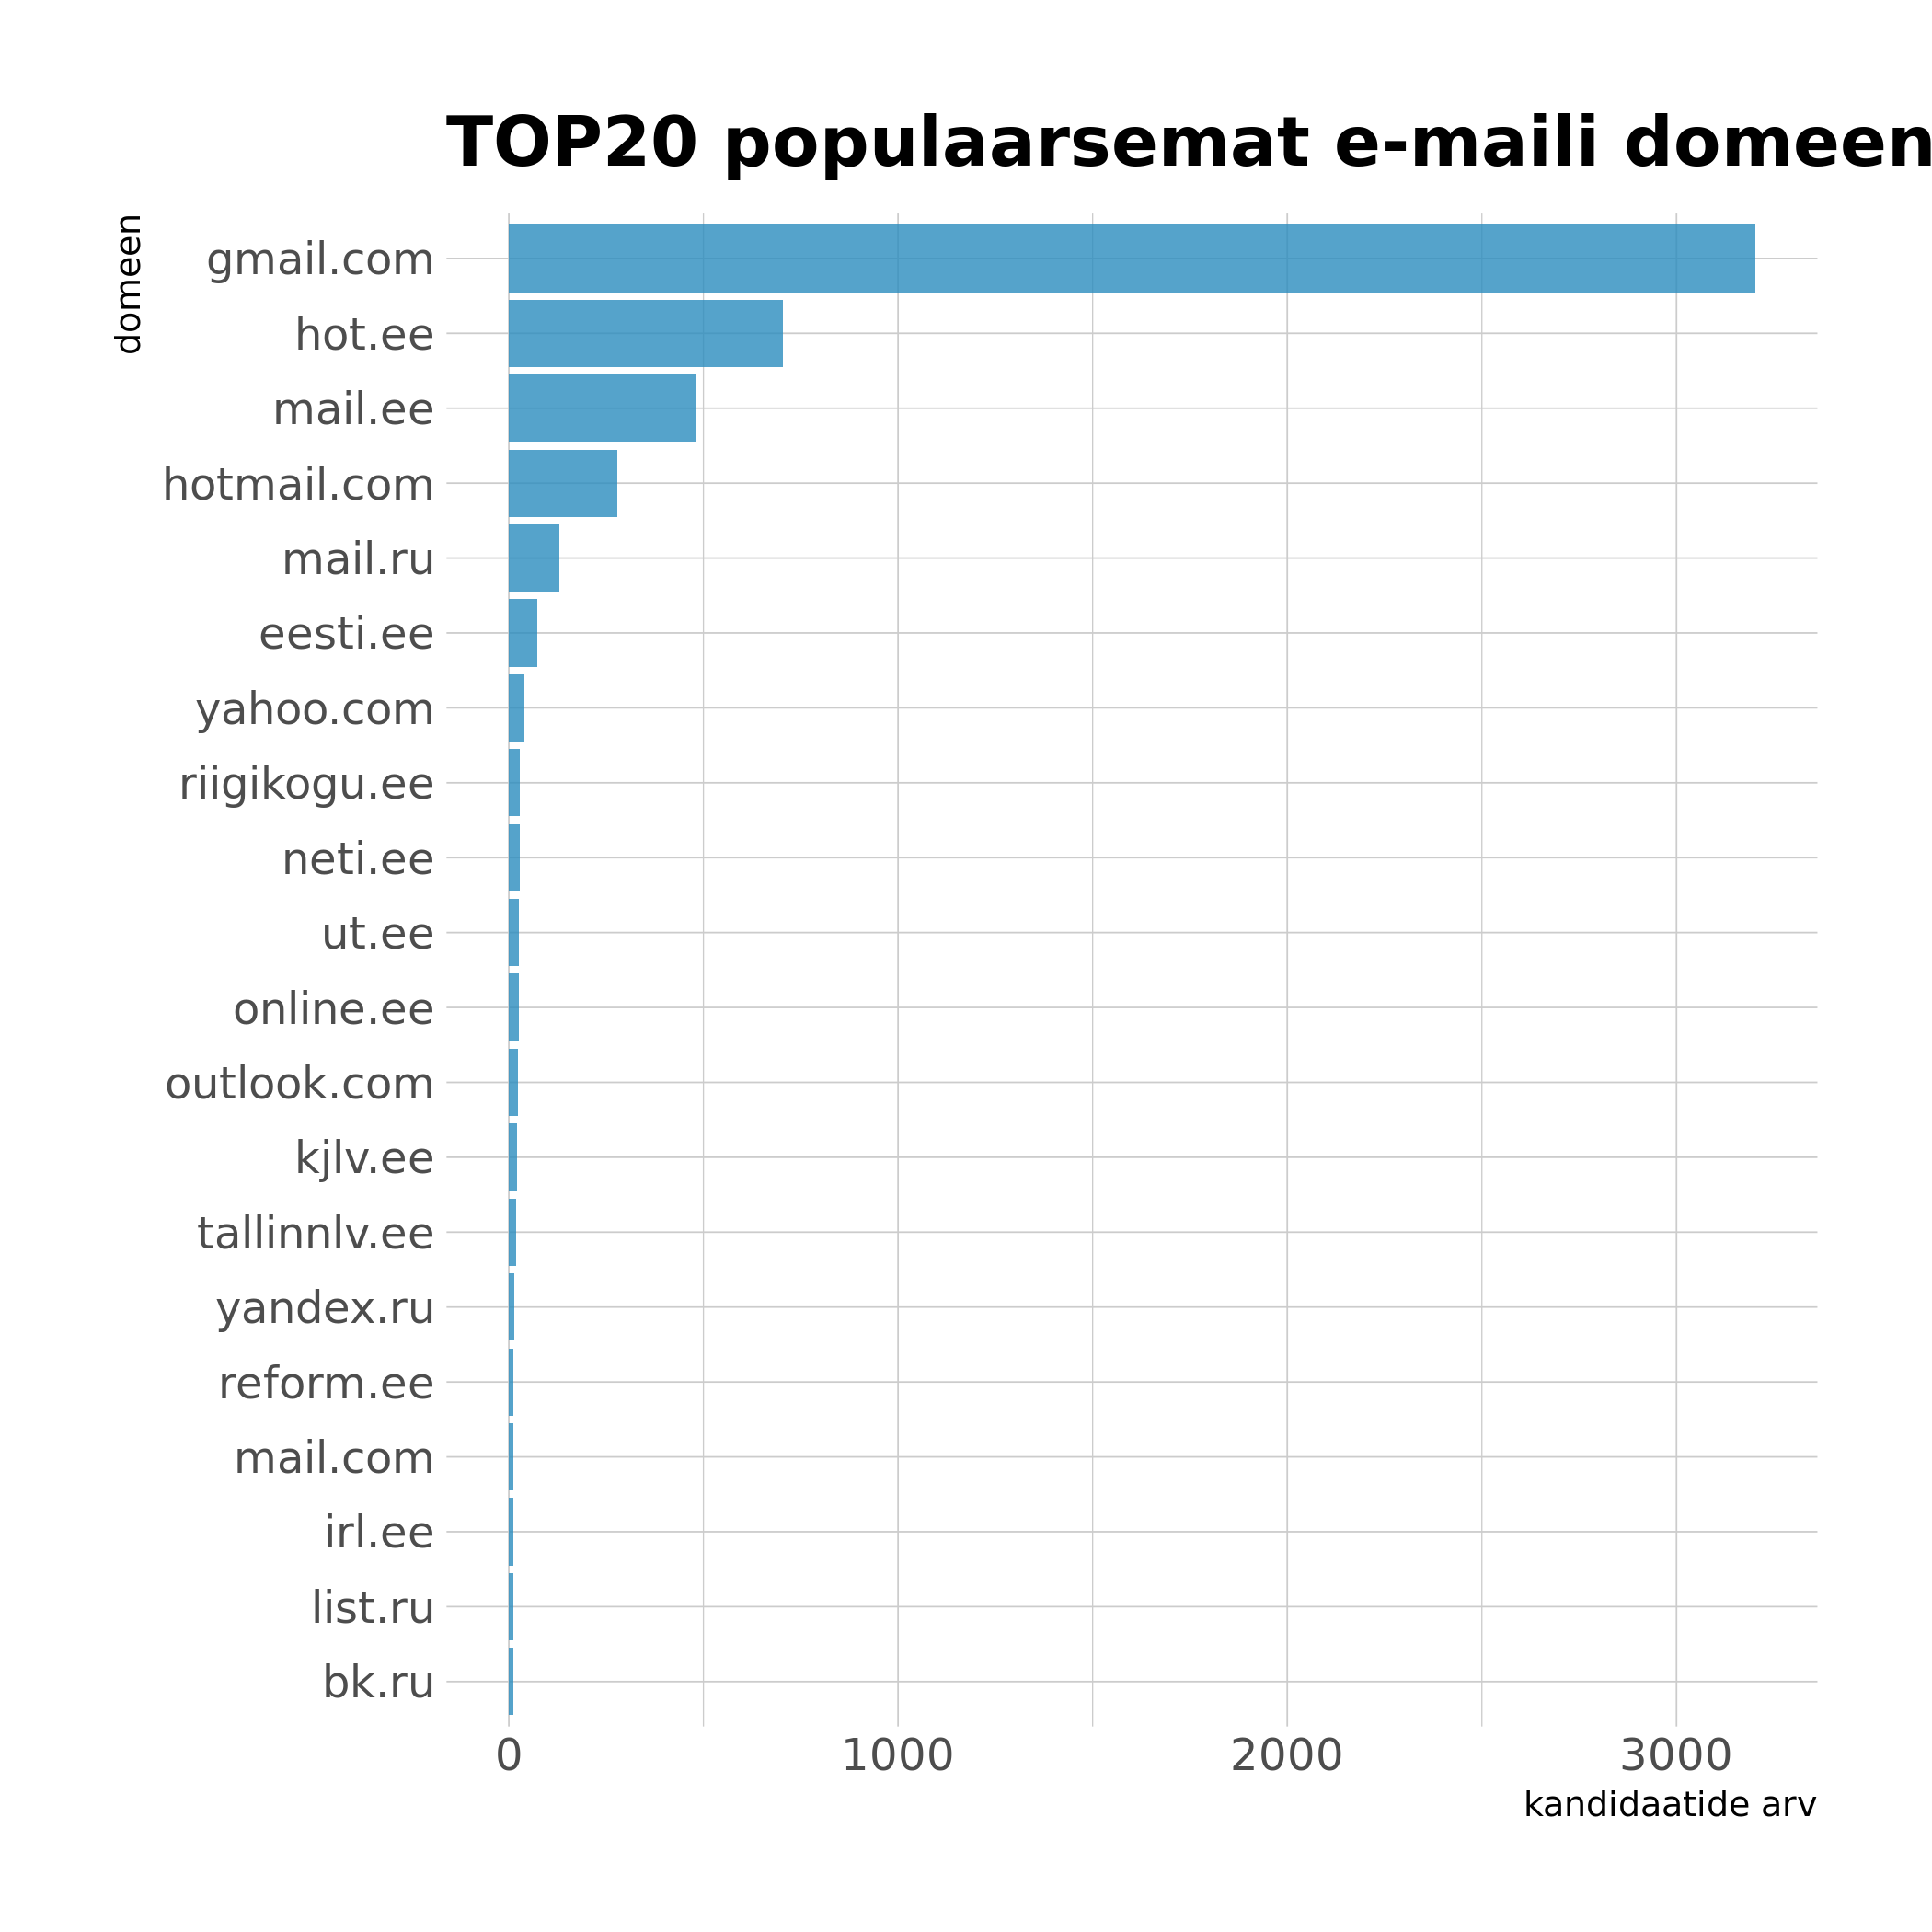 TOP20 populaarsemat e-maili domeen
domeen
gmail.com
hot.ee
mail.ee
hotmail.com
mail.ru
eesti.ee
yahoo.com
riigikogu.ee
neti.ee
ut.ee
online.ee
outlook.com
kjlv.ee
tallinnlv.ee
yandex.ru
reform.ee
mail.com
irl.ee
list.ru
bk.ru
0 1000 2000 3000
kandidaatide arv